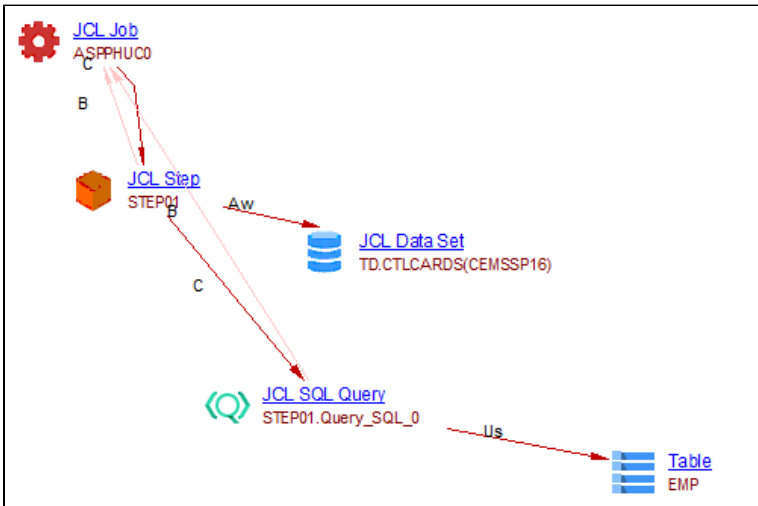 JCL Job
ASPPHUC0
C
B
JCL Step
STEP01
B
Aw
JCL Data Set
TD.CTLCARDS(CEMSSP16)
C
JCL SQL Query
STEP01.Query_SQL_0
Us
Table
EMP